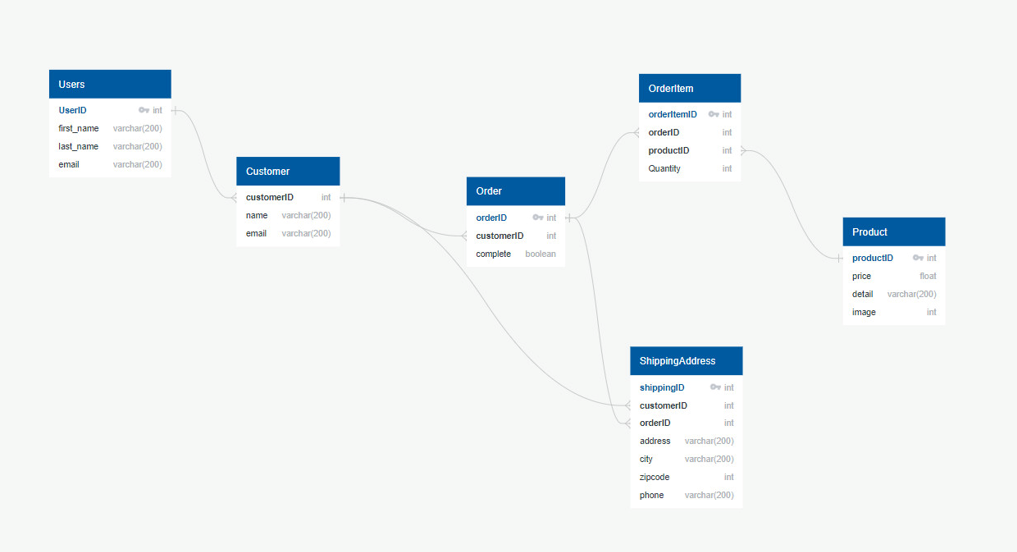 Users
UserID int
first_name varchar(200)
last_name varchar(200)
email varchar(200)
Customer
customerID int
name varchar(200)
email varchar(200)
Order
orderID int
customerID int
complete boolean
OrderItem
orderItemID int
orderID int
productID int
Quantity int
Product
productID int
price float
detail varchar(200)
image int
ShippingAddress
shippingID int
customerID int
orderID int
address varchar(200)
city varchar(200)
zipcode int
phone varchar(200)